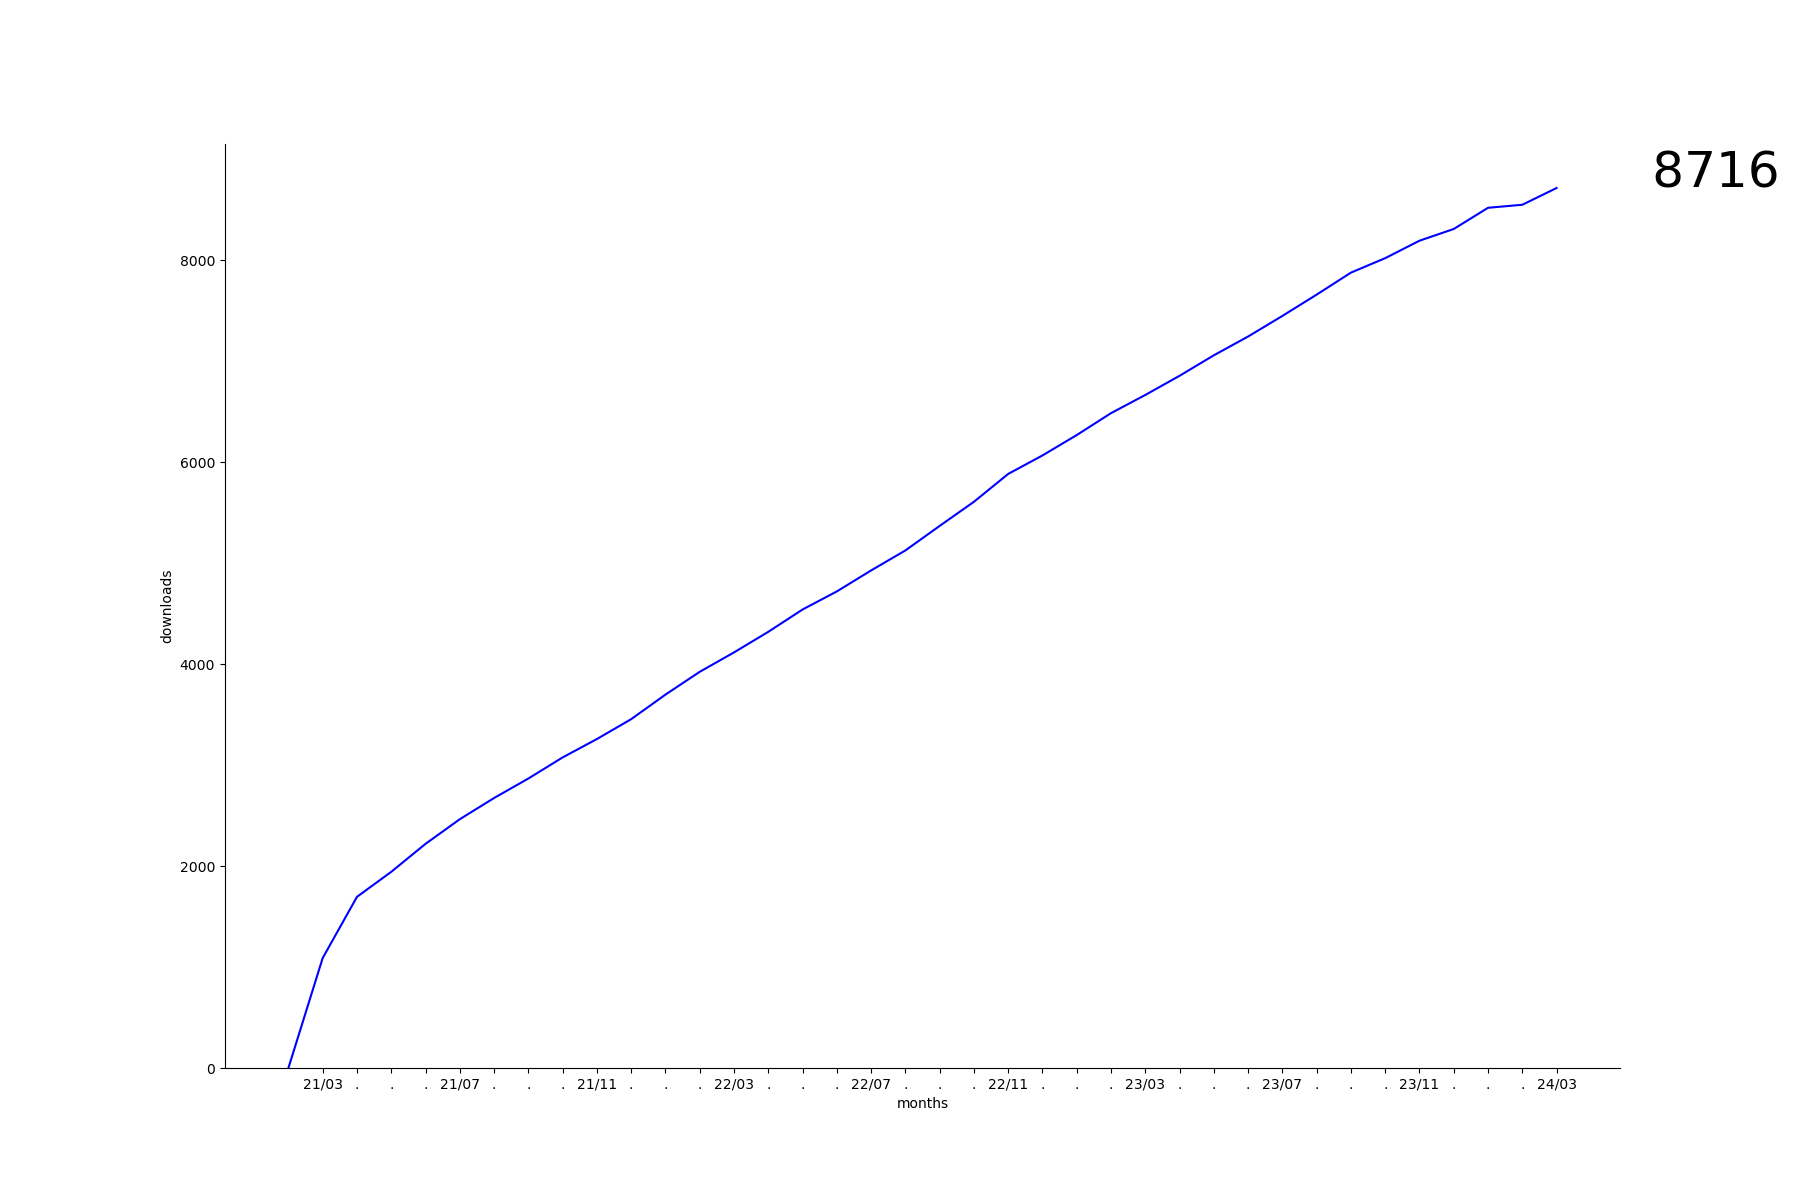 8716
8000
6000
downloads
4000
2000
0
21/03 . . . 21/07 . . . 21/11 . . . 22/03 . . . 22/07 . . . 22/11 . . . 23/03 . . . 23/07 . . . 23/11 . . . 24/03
months